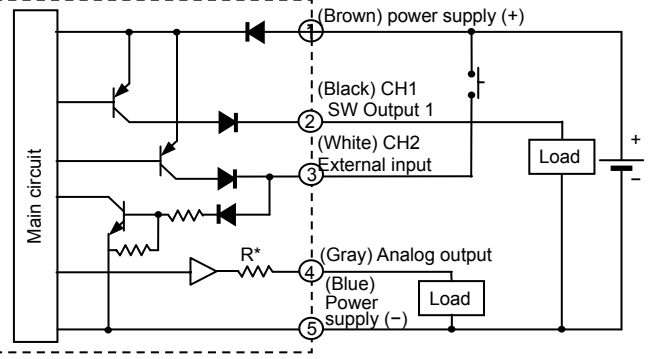 Main circuit
1
(Brown) power supply (+)
(Black) CH1
SW Output 1
2
(White) CH2
External input
3
Load
+
−
R*
4
(Gray) Analog output
(Blue)
Power
supply (−)
5
Load